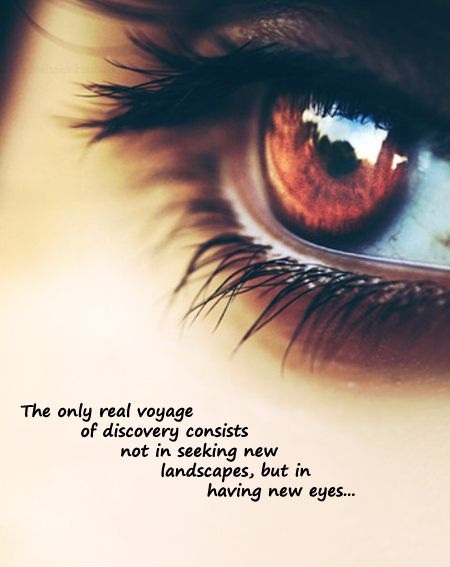 The only real voyage
of discovery consists
not in seeking new
landscapes, but in
having new eyes...